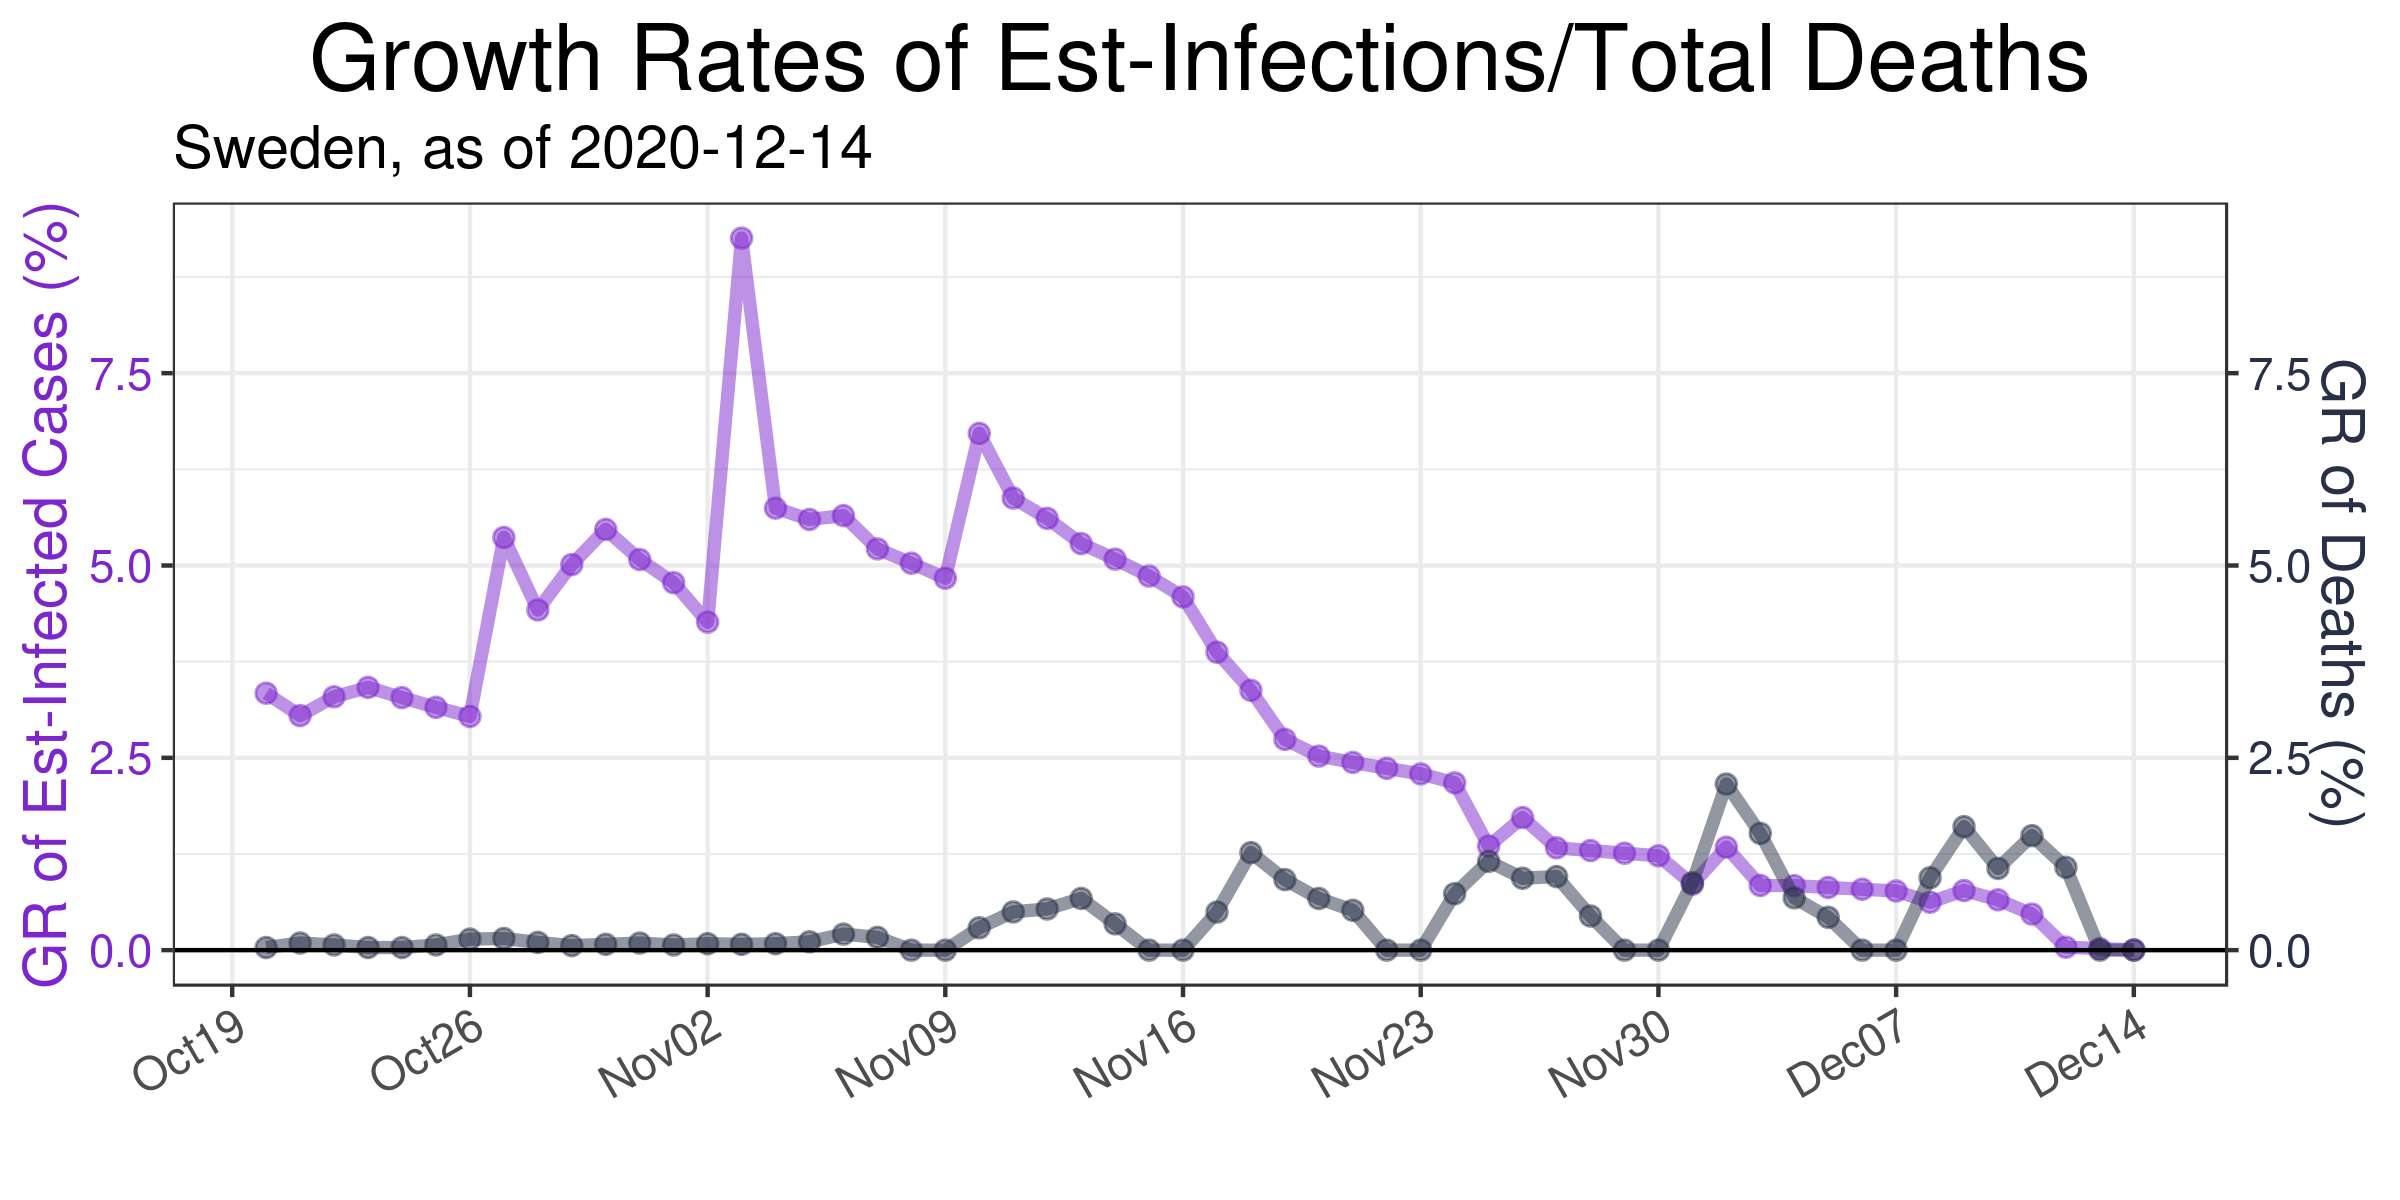 Growth Rates of Est-Infections/Total Deaths
Sweden, as of 2020-12-14
GR of Est-Infected Cases (%)
7.5
5.0
2.5
0.0
7.5
5.0
2.5
0.0
GR of Deaths (%)
Oct19
Oct26
Nov02
Nov09
Nov16
Nov23
Nov30
Dec07
Dec14